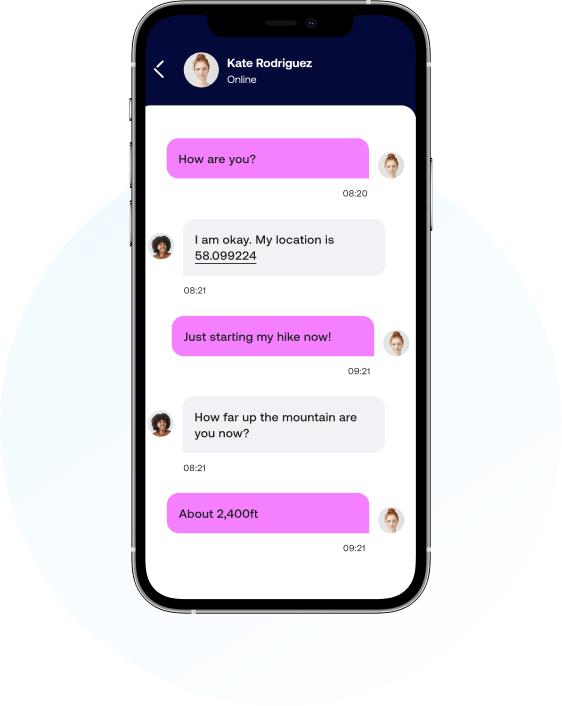 Kate Rodriguez
Online
How are you?
08:20
I am okay. My location is
58.099224
08:21
Just starting my hike now!
09:21
How far up the mountain are
you now?
08:21
About 2,400ft
09:21